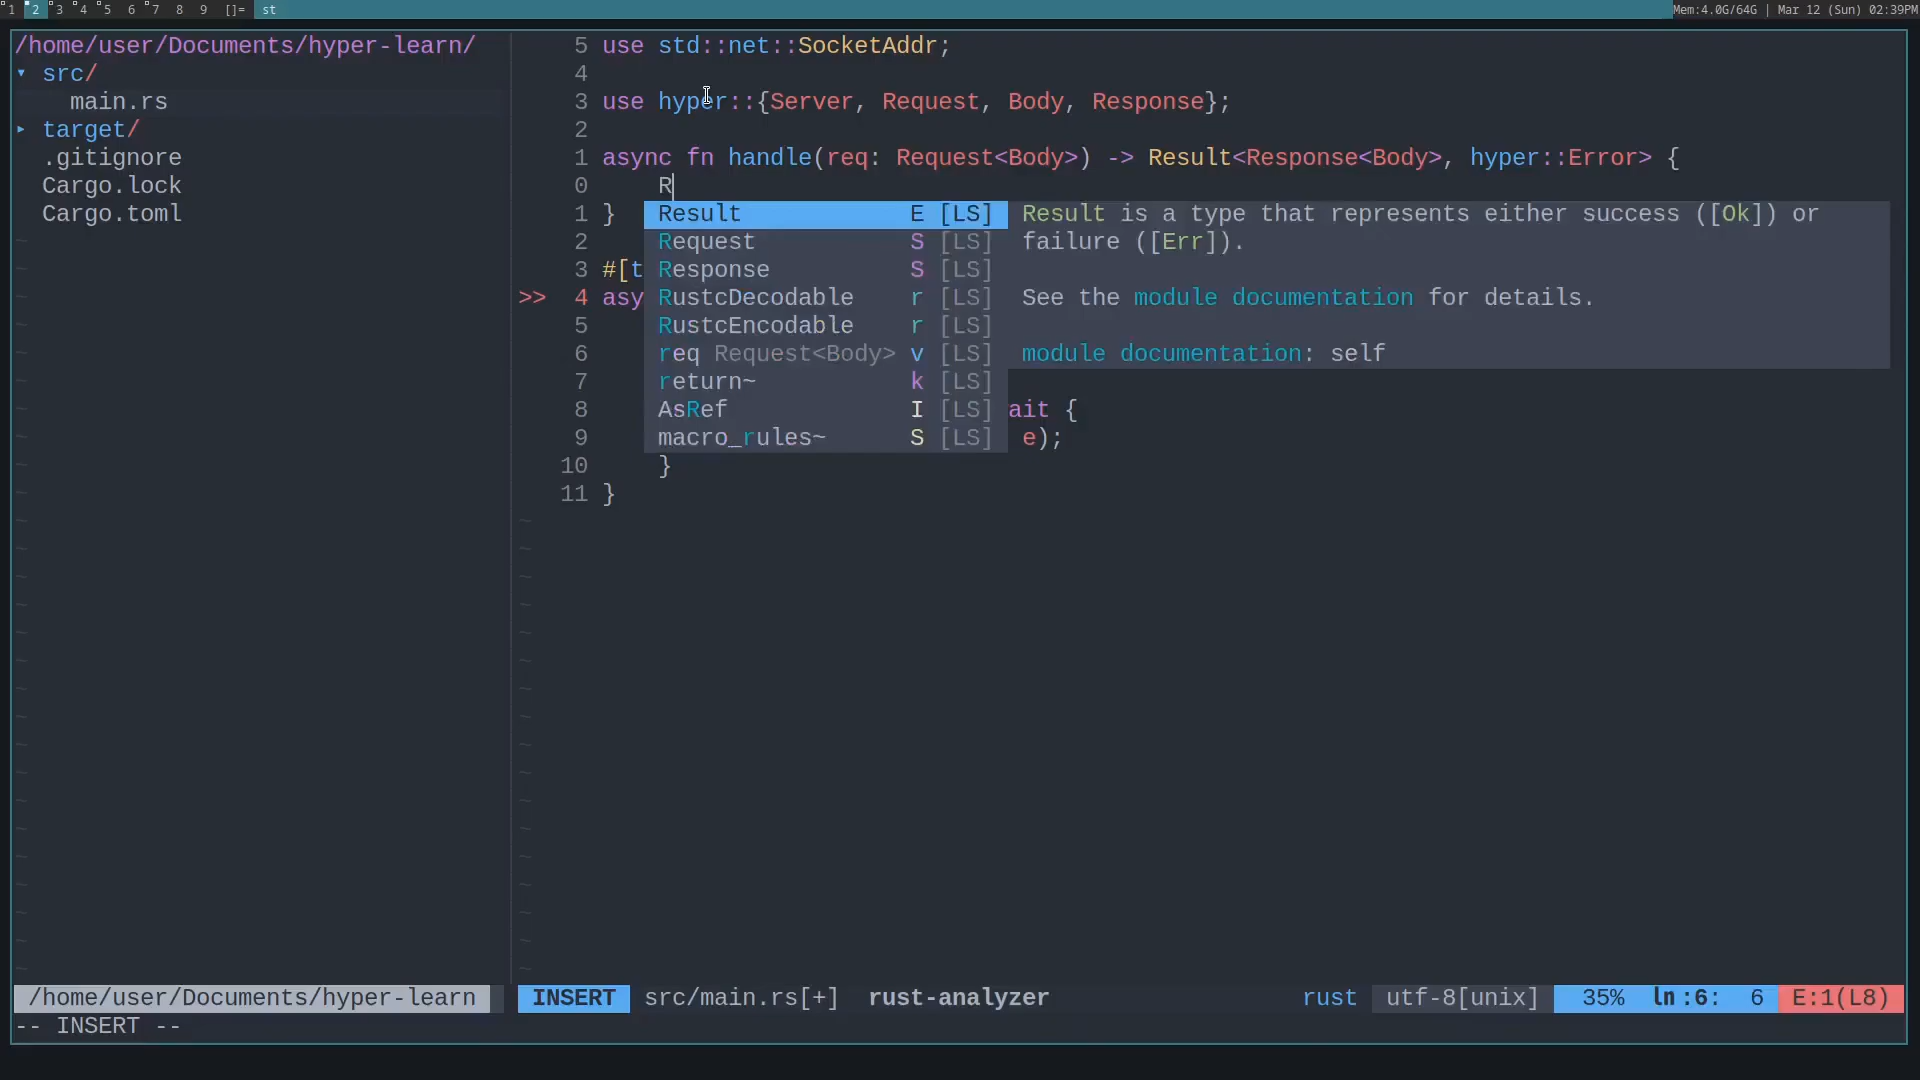 1 2 3 4 5 6 7 8 9 []= st Mem:4.0G/64G | Mar 12 (Sun) 02:39PM
/home/user/Documents/hyper-learn/
▾ src/
main.rs
▸ target/
.gitignore
Cargo.lock
Cargo.toml
5 use std::net::SocketAddr;
4
3 use hyper::{Server, Request, Body, Response};
2
1 async fn handle(req: Request<Body>) -> Result<Response<Body>, hyper::Error> {
0 R
1 }
2
3 #[t
>> 4 asy
5
6
7
8 ait {
9 e);
10 }
11 }
Result E [LS]
Request S [LS]
Response S [LS]
RustcDecodable r [LS]
RustcEncodable r [LS]
req Request<Body> v [LS]
return~ k [LS]
AsRef I [LS]
macro_rules~ S [LS]
Result is a type that represents either success ([Ok]) or
failure ([Err]).
See the module documentation for details.
module documentation: self
/home/user/Documents/hyper-learn
INSERT src/main.rs[+] rust-analyzer rust utf-8[unix] 35% ln:6: 6 E:1(L8)
-- INSERT --